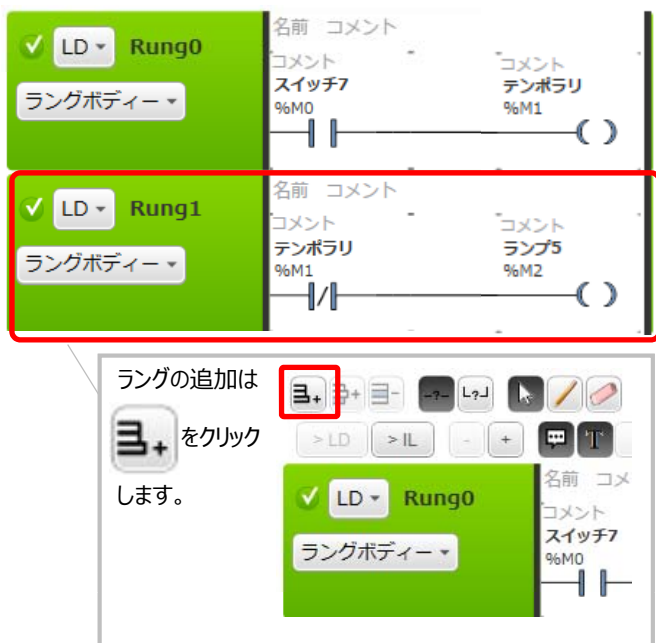 名前 コメント
LD Rung0
コメント コメント
スイッチ7 テンポラリ
ラングボディー
%M0 %M1
名前 コメント
LD Rung1
コメント コメント
テンポラリ ランプ5
ラングボディー
%M1 %M2
ラングの追加は
をクリック
します。
-?- L?J
> LD > IL - + T
名前 コメ
LD Rung0
コメント
スイッチ7
ラングボディー
%M0